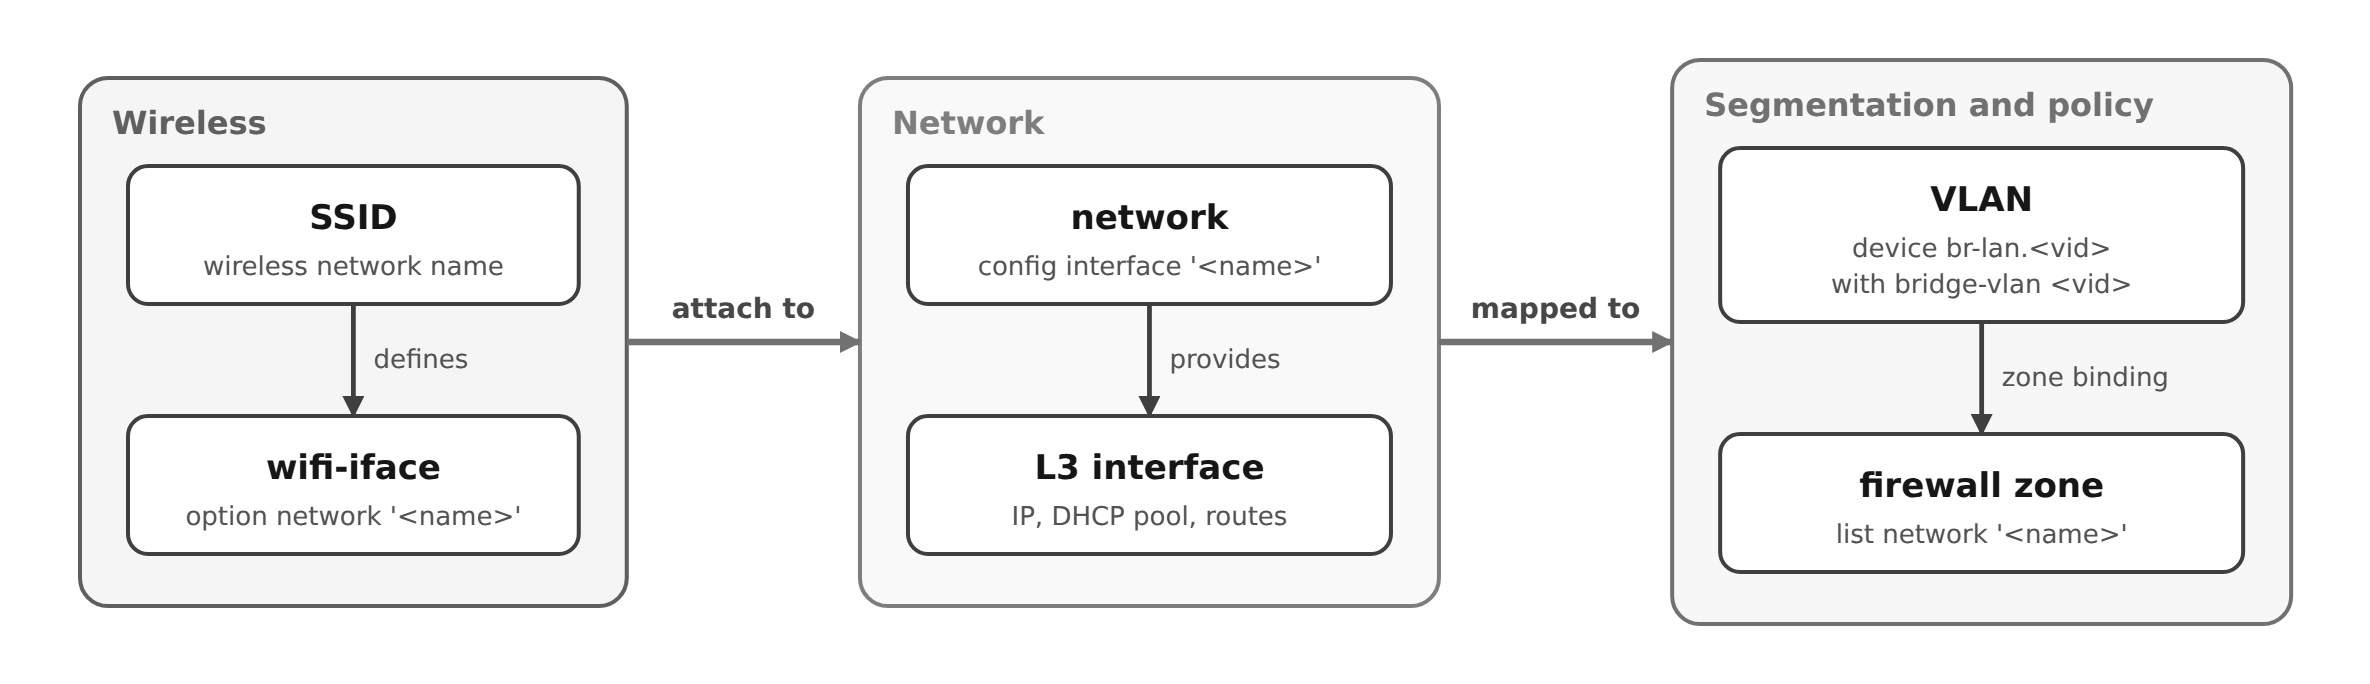 Wireless
SSID
wireless network name
defines
wifi-iface
option network '<name>'
attach to
Network
network
config interface '<name>'
provides
L3 interface
IP, DHCP pool, routes
mapped to
Segmentation and policy
VLAN
device br-lan.<vid>
with bridge-vlan <vid>
zone binding
firewall zone
list network '<name>'